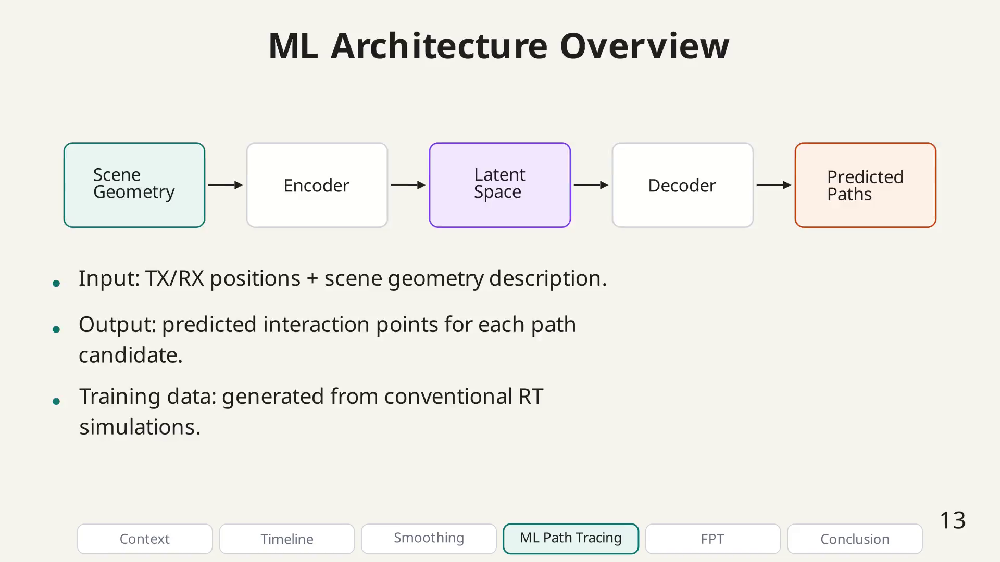 ML Architecture Overview
Scene
Geometry
Encoder
Latent
Space
Decoder
Predicted
Paths
Input: TX/RX positions + scene geometry description.
Output: predicted interaction points for each path
candidate.
Training data: generated from conventional RT
simulations.
Context
Timeline
Smoothing
ML Path Tracing
FPT
Conclusion
13